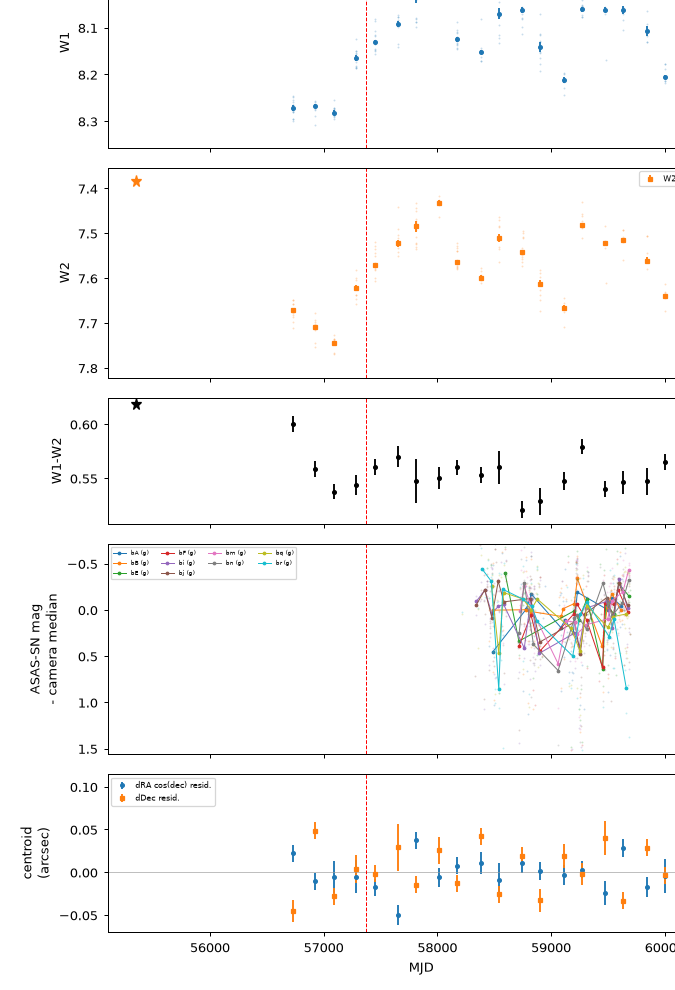 W1
8.1
8.2
8.3
W2
7.4
7.5
7.6
7.7
7.8
W2
W1-W2
0.60
0.55
ASAS-SN mag
- camera median
−0.5
0.0
0.5
1.0
1.5
bA (g) bF (g) bm (g) bq (g)
bB (g) bi (g) bn (g) br (g)
bE (g) bj (g)
centroid
(arcsec)
0.10
0.05
0.00
−0.05
dRA cos(dec) resid.
dDec resid.
56000 57000 58000 59000 6000
MJD